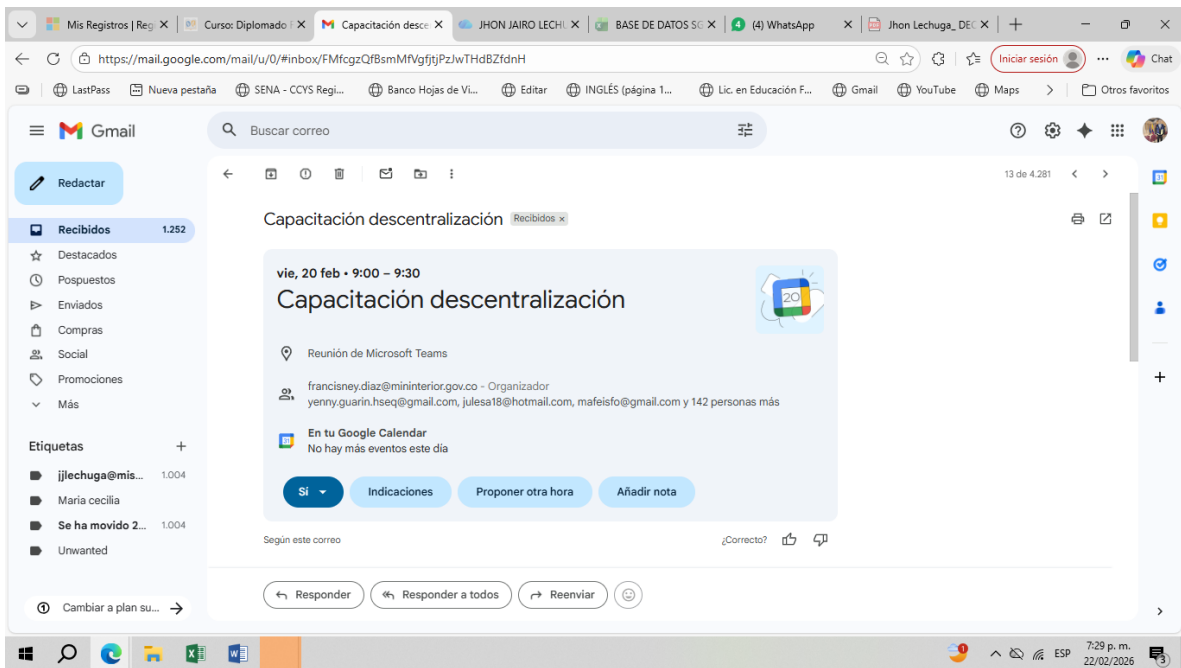 Mis Registros | Reg
Curso: Diplomado F
Capacitación desce
JHON JAIRO LECHU
BASE DE DATOS SG
(4) WhatsApp
Jhon Lechuga_ DEC
https://mail.google.com/mail/u/0/#inbox/FMfcgzQfBsmMfVgfjtjPzJwTHdBZfdnH
Iniciar sesión
Chat
LastPass
Nueva pestaña
SENA - CCYS Regi...
Banco Hojas de Vi...
Editar
INGLÉS (página 1...
Lic. en Educación F...
Gmail
YouTube
Maps
Otros favoritos
Gmail
Buscar correo
Redactar
13 de 4.281
Recibidos 1.252
Destacados
Pospuestos
Enviados
Compras
Social
Promociones
Más
Etiquetas
jjlechuga@mis... 1.004
Maria cecilia
Se ha movido 2... 1.004
Unwanted
Cambiar a plan su...
Capacitación descentralización Recibidos x
vie, 20 feb • 9:00 – 9:30
Capacitación descentralización
20
Reunión de Microsoft Teams
francisney.diaz@mininterior.gov.co - Organizador
yenny.guarin.hseq@gmail.com, julesa18@hotmail.com, mafeisfo@gmail.com y 142 personas más
En tu Google Calendar
No hay más eventos este día
Sí
Indicaciones
Proponer otra hora
Añadir nota
Según este correo
¿Correcto?
Responder
Responder a todos
Reenviar
ESP
7:29 p. m.
22/02/2026